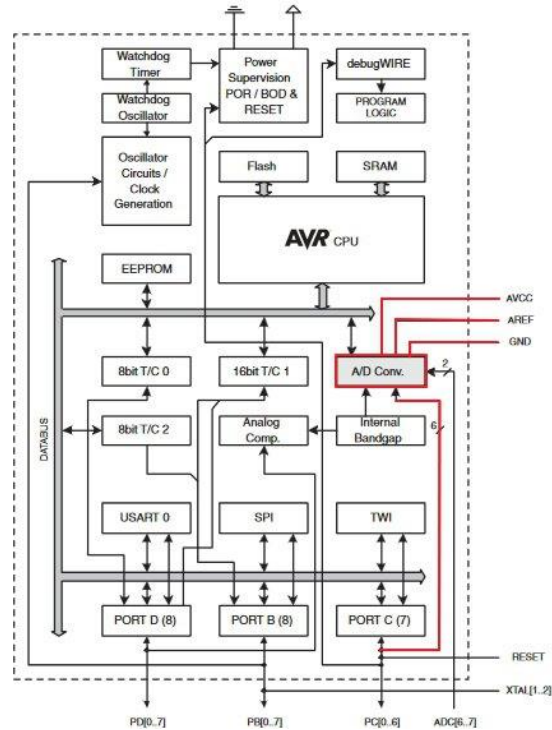 Watchdog
Timer
Power
Supervision
POR / BOD &
RESET
debugWIRE
Watchdog
Oscillator
PROGRAM
LOGIC
Oscillator
Circuits /
Clock
Generation
Flash
SRAM
AVR CPU
EEPROM
AVCC
AREF
GND
8bit T/C 0
16bit T/C 1
A/D Conv.
2
DATABUS
8bit T/C 2
Analog
Comp.
Internal
Bandgap
6
USART 0
SPI
TWI
PORT D (8)
PORT B (8)
PORT C (7)
RESET
XTAL[1..2]
PD[0..7]
PB[0..7]
PC[0..6]
ADC[6..7]